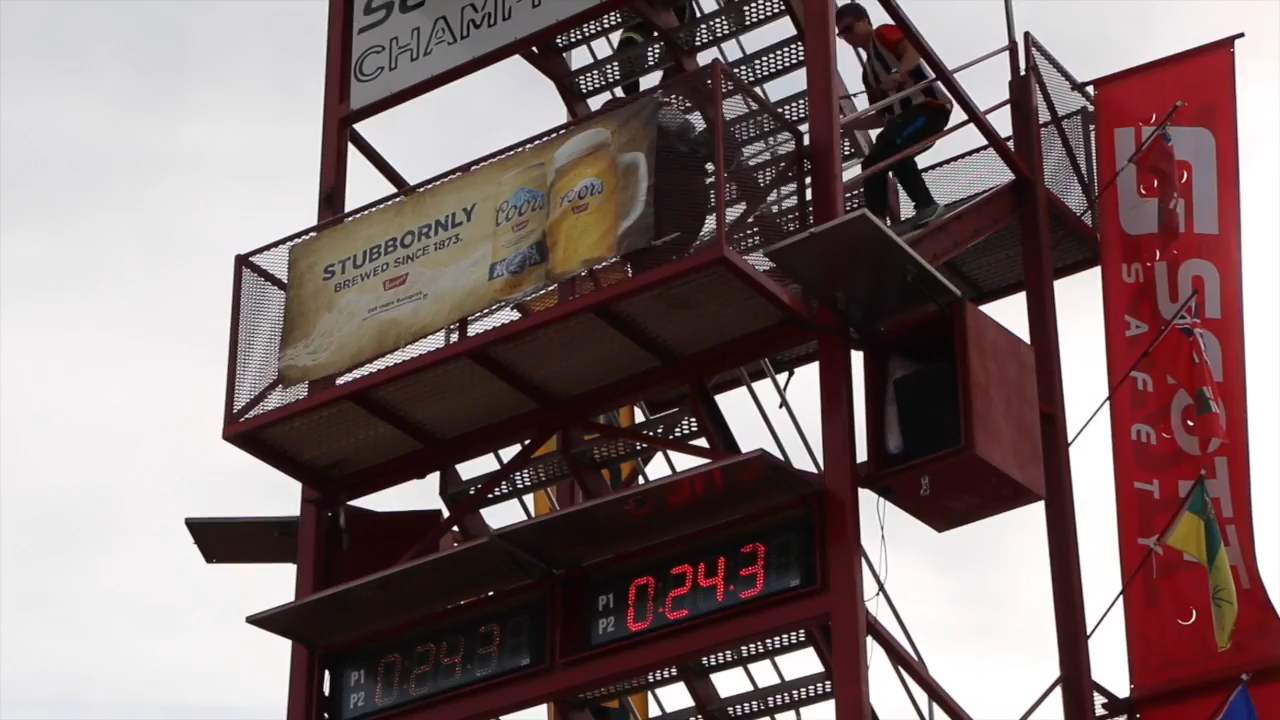 CHAMP
STUBBORNLY
BREWED SINCE 1873.
Coors
Banquet
Coors
SCOTT
SAFETY
P1
P2
0:24.3
P1
P2
0:24.3